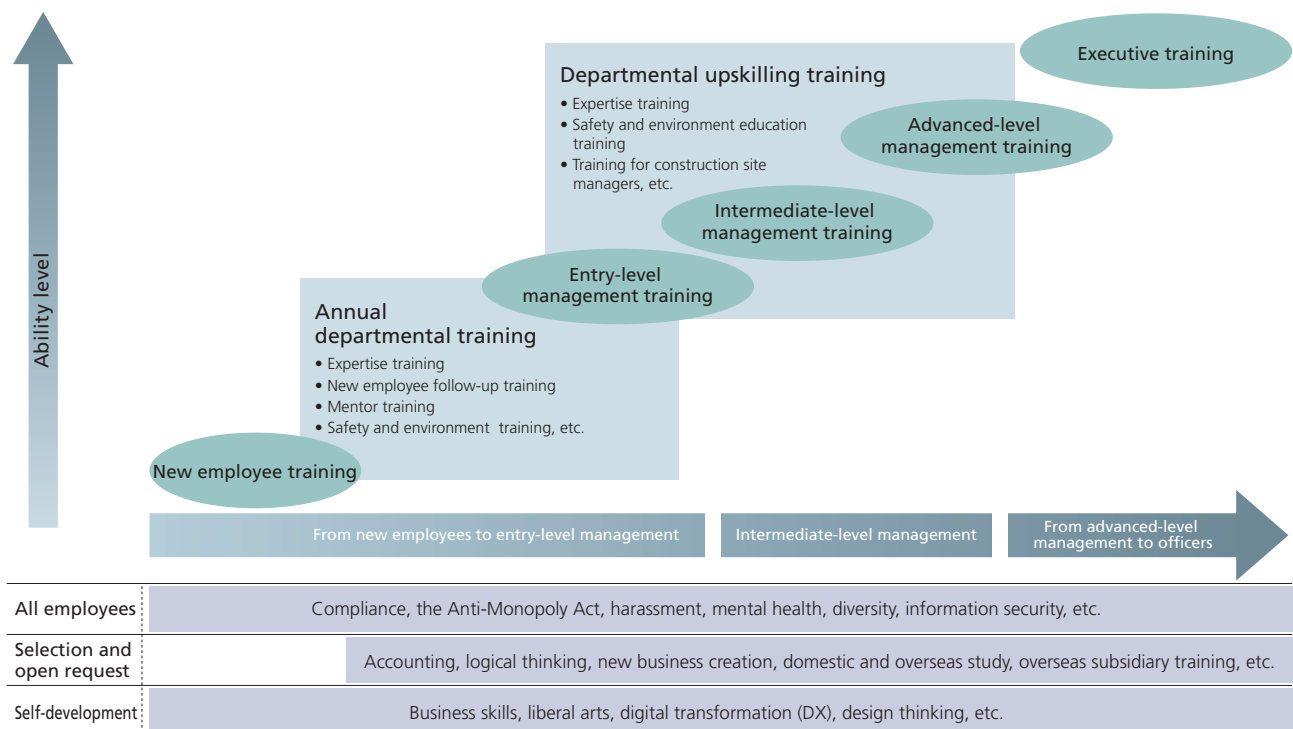 Ability level
Executive training
Departmental upskilling training
• Expertise training
• Safety and environment education
training
• Training for construction site
managers, etc.
Advanced-level
management training
Intermediate-level
management training
Entry-level
management training
Annual
departmental training
• Expertise training
• New employee follow-up training
• Mentor training
• Safety and environment training, etc.
New employee training
From new employees to entry-level management
Intermediate-level management
From advanced-level
management to officers
All employees
Compliance, the Anti-Monopoly Act, harassment, mental health, diversity, information security, etc.
Selection and
open request
Accounting, logical thinking, new business creation, domestic and overseas study, overseas subsidiary training, etc.
Self-development
Business skills, liberal arts, digital transformation (DX), design thinking, etc.